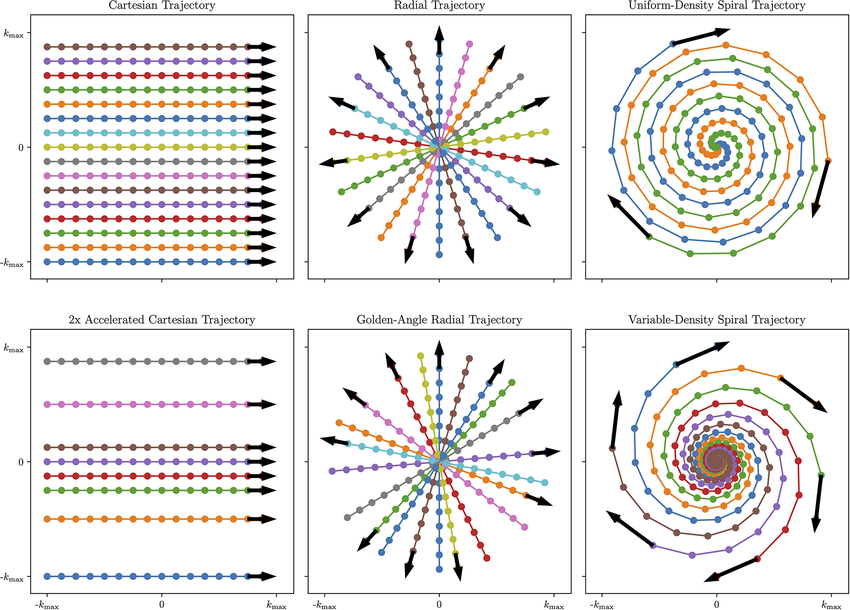 Cartesian Trajectory
Radial Trajectory
Uniform-Density Spiral Trajectory
k_max
0
-k_max
2x Accelerated Cartesian Trajectory
Golden-Angle Radial Trajectory
Variable-Density Spiral Trajectory
k_max
0
-k_max
-k_max 0 k_max
-k_max 0 k_max
-k_max 0 k_max